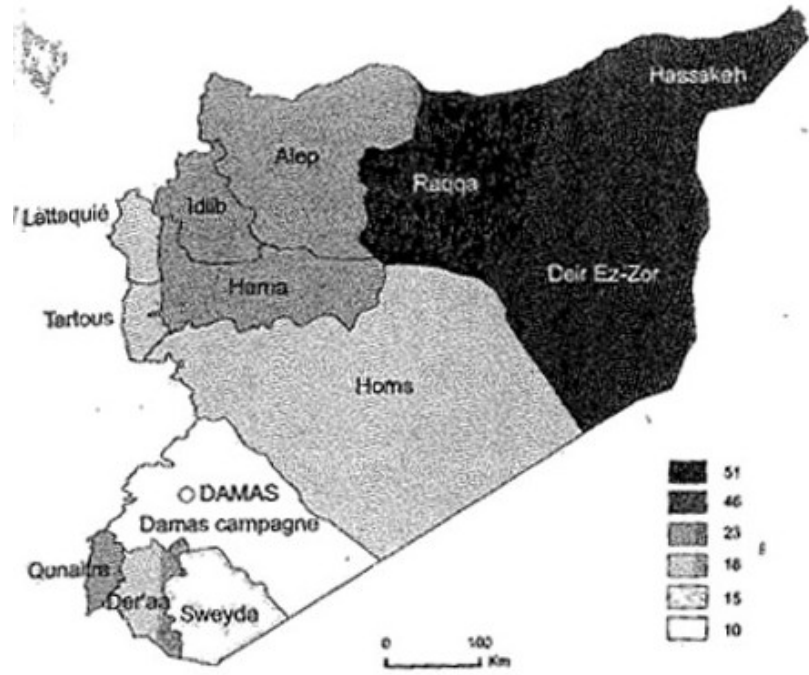 Hassakeh
Alep
Raqqa
Idlib
Lattaquié
Deir Ez-Zor
Hama
Tartous
Homs
DAMAS
Damas campagne
Qunaitra
Der'aa
Sweyda
51
46
23
18
15
10
0 100
Km